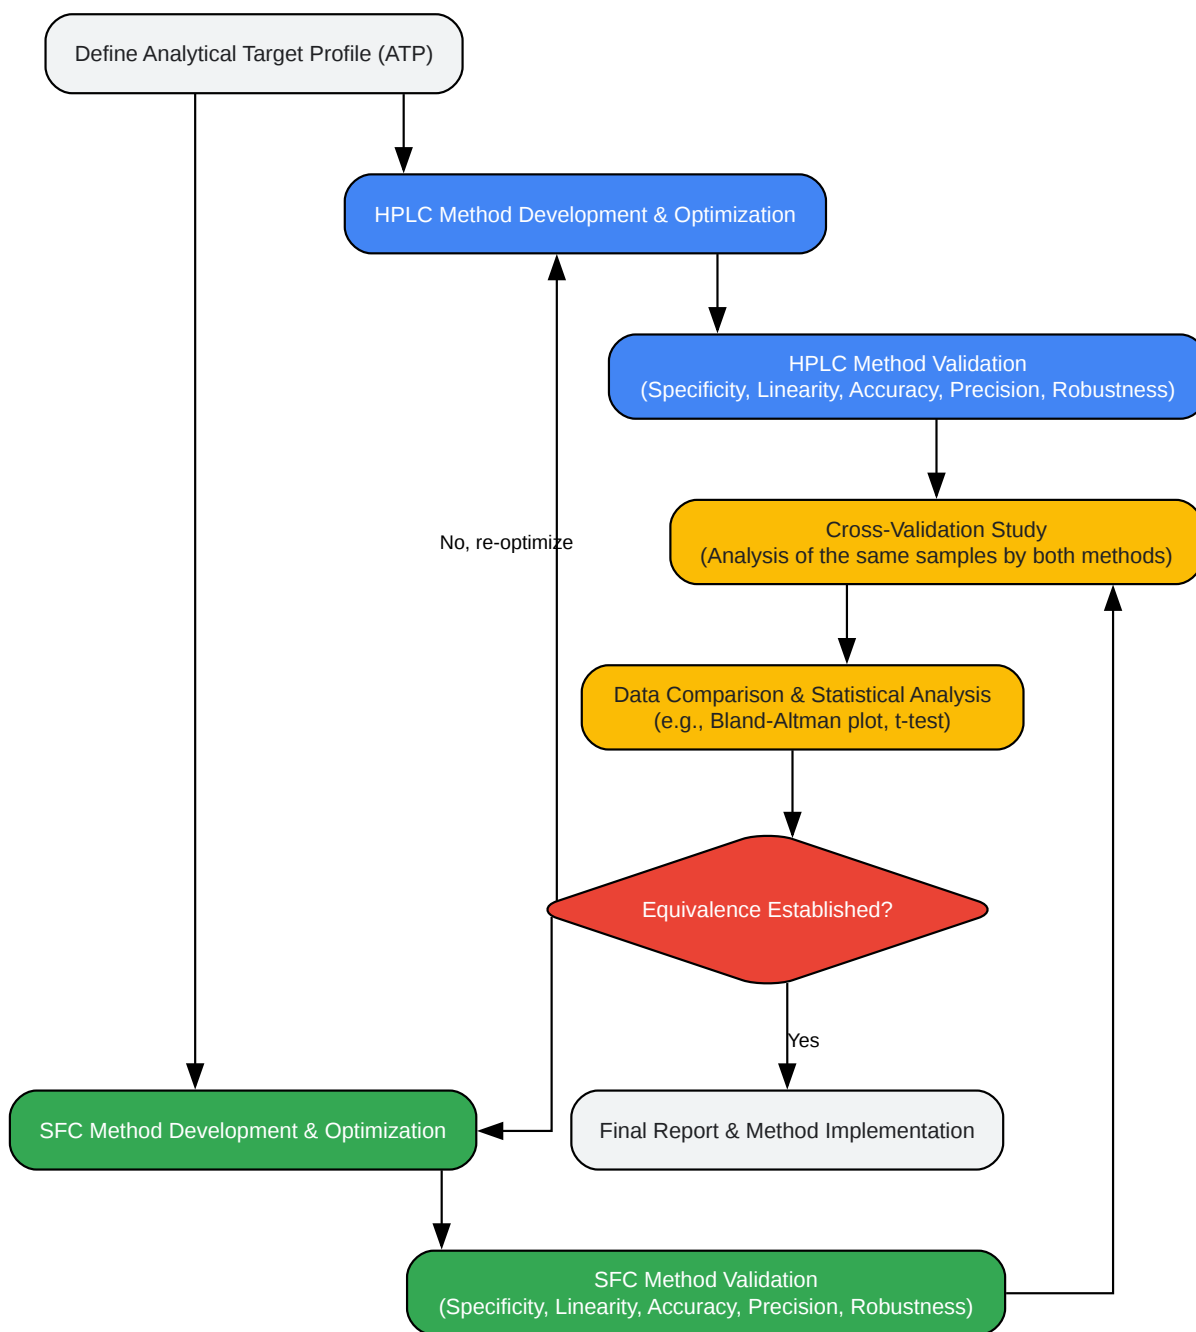 Define Analytical Target Profile (ATP)
HPLC Method Development & Optimization
HPLC Method Validation
(Specificity, Linearity, Accuracy, Precision, Robustness)
Cross-Validation Study
(Analysis of the same samples by both methods)
No, re-optimize
Data Comparison & Statistical Analysis
(e.g., Bland-Altman plot, t-test)
Equivalence Established?
Yes
SFC Method Development & Optimization
Final Report & Method Implementation
SFC Method Validation
(Specificity, Linearity, Accuracy, Precision, Robustness)